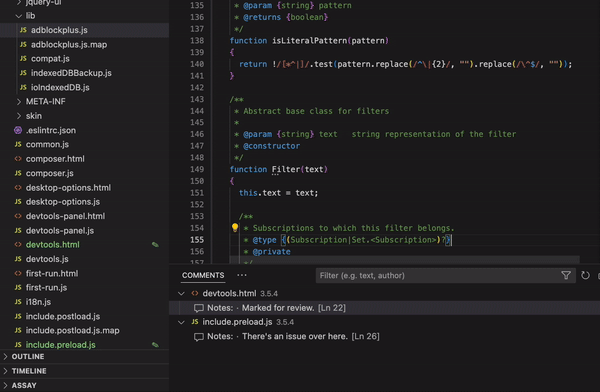 jquery-ui
lib
JS adblockplus.js
adblockplus.js.map
JS compat.js
JS indexedDBBackup.js
JS ioIndexedDB.js
META-INF
skin
.eslintrc.json
JS common.js
<> composer.html
JS composer.js
<> desktop-options.html
JS desktop-options.js
<> devtools-panel.html
JS devtools-panel.js
<> devtools.html
JS devtools.js
<> first-run.html
JS first-run.js
JS i18n.js
JS include.postload.js
include.postload.js.map
JS include.preload.js
OUTLINE
TIMELINE
ASSAY
135 * @param {string} pattern
136 * @returns {boolean}
137 */
138 function isLiteralPattern(pattern)
139 {
140 return !/[*^|]/.test(pattern.replace(/^\|{2}/, "").replace(/\^$/, ""));
141 }
142
143 /**
144 * Abstract base class for filters
145 *
146 * @param {string} text string representation of the filter
147 * @constructor
148 */
149 function Filter(text)
150 {
151 this.text = text;
152
153 /**
154 * Subscriptions to which this filter belongs.
155 * @type {(Subscription|Set.<Subscription>)?}
156 * @private
157 */
COMMENTS ···
Filter (e.g. text, author)
<> devtools.html 3.5.4
Notes: · Marked for review. [Ln 22]
JS include.preload.js 3.5.4
Notes: · There's an issue over here. [Ln 26]